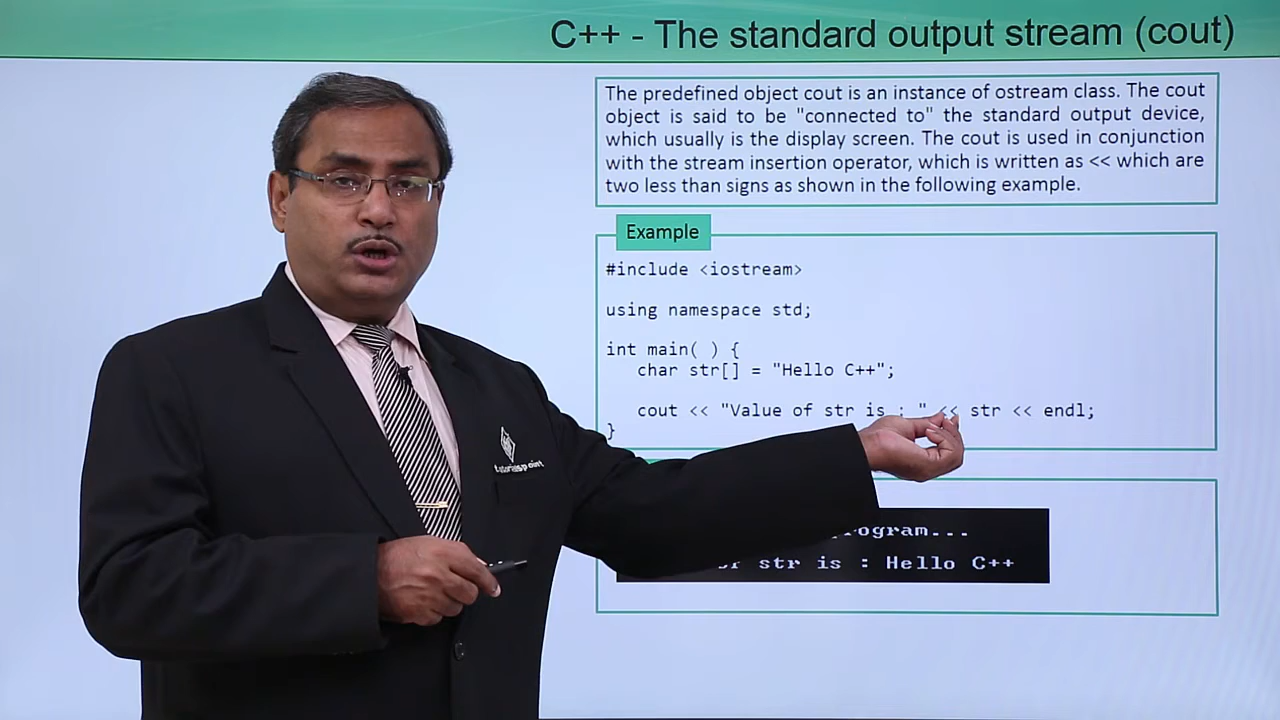 C++ - The standard output stream (cout)
The predefined object cout is an instance of ostream class. The cout
object is said to be "connected to" the standard output device,
which usually is the display screen. The cout is used in conjunction
with the stream insertion operator, which is written as << which are
two less than signs as shown in the following example.
Example
#include <iostream>
using namespace std;
int main( ) {
char str[] = "Hello C++";
cout << "Value of str is : " << str << endl;
}
tutorialspoint
rogram...
str is : Hello C++